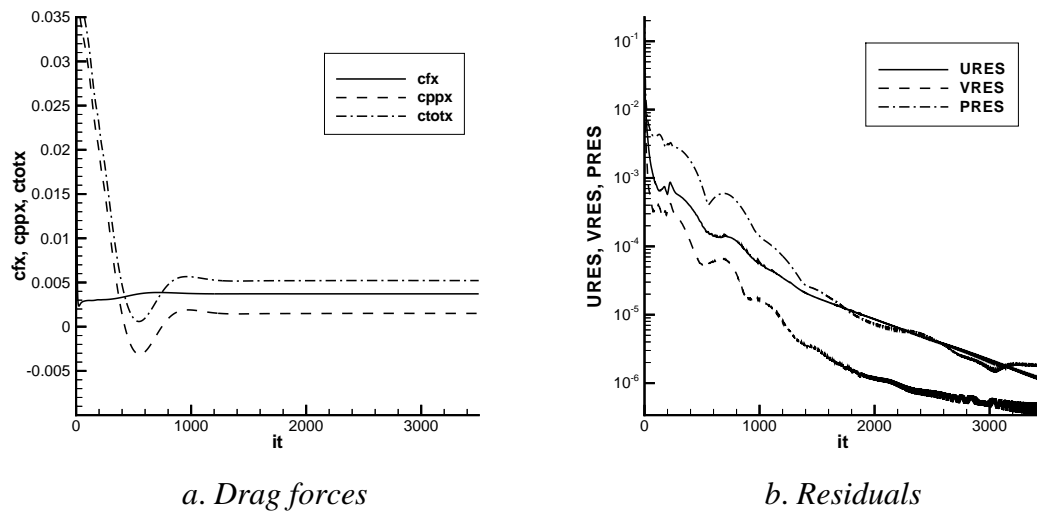 0.035
0.03
0.025
0.02
0.015
0.01
0.005
0
-0.005
cfx, cppx, ctotx
cfx
cppx
ctotx
0
1000
2000
3000
it
a. Drag forces
10-1
10-2
10-3
10-4
10-5
10-6
URES, VRES, PRES
URES
VRES
PRES
0
1000
2000
3000
it
b. Residuals